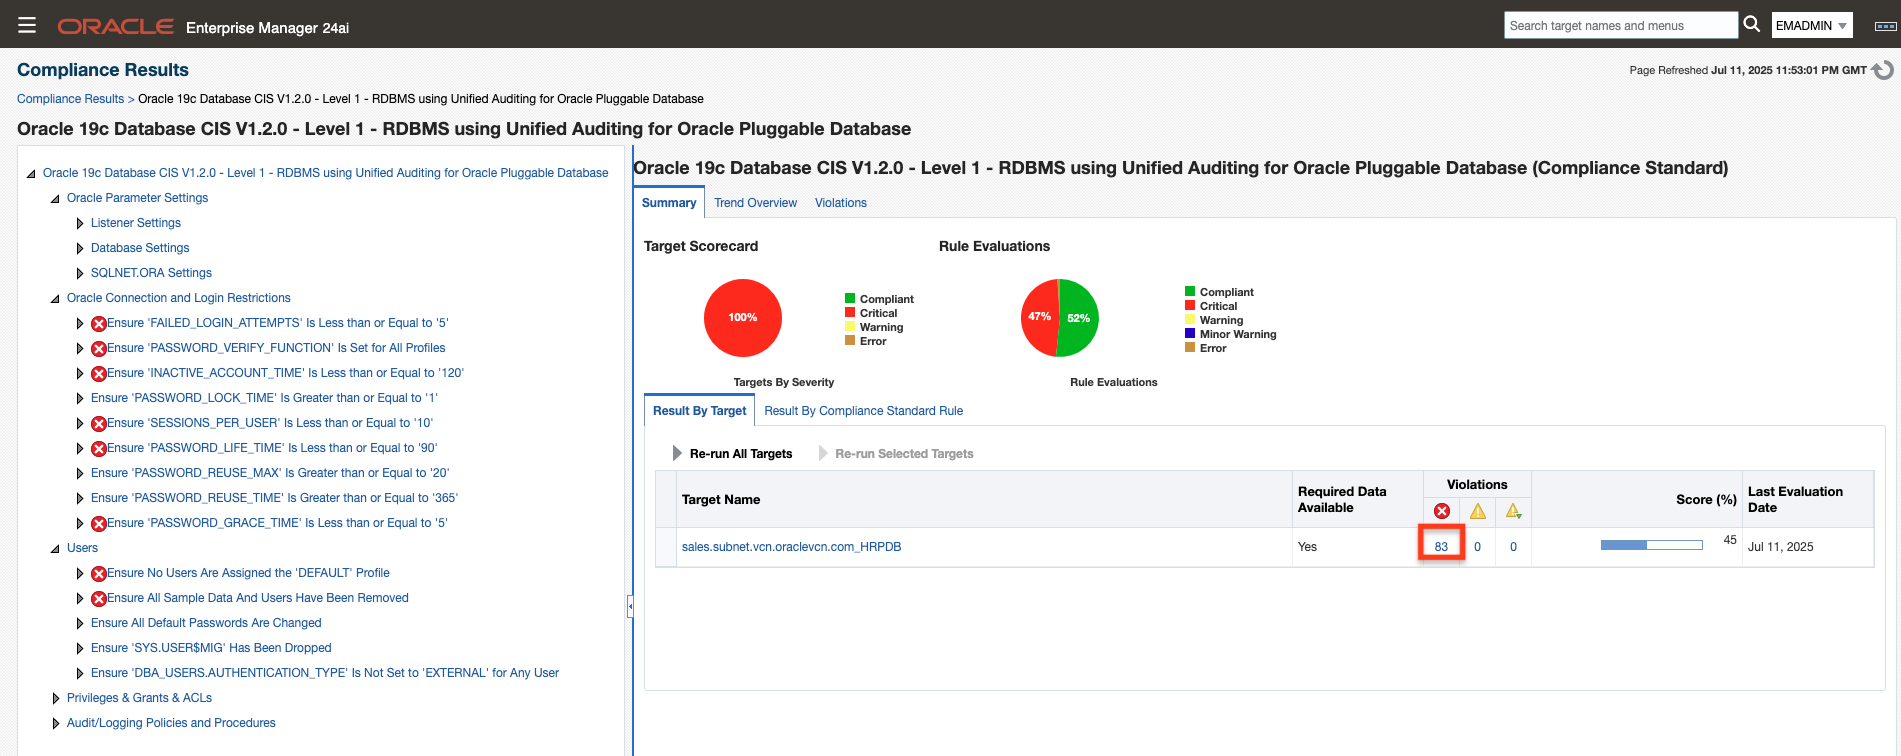 ORACLE Enterprise Manager 24ai
Search target names and menus
EMADMIN
Compliance Results
Page Refreshed Jul 11, 2025 11:53:01 PM GMT
Compliance Results > Oracle 19c Database CIS V1.2.0 - Level 1 - RDBMS using Unified Auditing for Oracle Pluggable Database
Oracle 19c Database CIS V1.2.0 - Level 1 - RDBMS using Unified Auditing for Oracle Pluggable Database
Oracle 19c Database CIS V1.2.0 - Level 1 - RDBMS using Unified Auditing for Oracle Pluggable Database
Oracle Parameter Settings
Listener Settings
Database Settings
SQLNET.ORA Settings
Oracle Connection and Login Restrictions
Ensure 'FAILED_LOGIN_ATTEMPTS' Is Less than or Equal to '5'
Ensure 'PASSWORD_VERIFY_FUNCTION' Is Set for All Profiles
Ensure 'INACTIVE_ACCOUNT_TIME' Is Less than or Equal to '120'
Ensure 'PASSWORD_LOCK_TIME' Is Greater than or Equal to '1'
Ensure 'SESSIONS_PER_USER' Is Less than or Equal to '10'
Ensure 'PASSWORD_LIFE_TIME' Is Less than or Equal to '90'
Ensure 'PASSWORD_REUSE_MAX' Is Greater than or Equal to '20'
Ensure 'PASSWORD_REUSE_TIME' Is Greater than or Equal to '365'
Ensure 'PASSWORD_GRACE_TIME' Is Less than or Equal to '5'
Users
Ensure No Users Are Assigned the 'DEFAULT' Profile
Ensure All Sample Data And Users Have Been Removed
Ensure All Default Passwords Are Changed
Ensure 'SYS.USER$MIG' Has Been Dropped
Ensure 'DBA_USERS.AUTHENTICATION_TYPE' Is Not Set to 'EXTERNAL' for Any User
Privileges & Grants & ACLs
Audit/Logging Policies and Procedures
Oracle 19c Database CIS V1.2.0 - Level 1 - RDBMS using Unified Auditing for Oracle Pluggable Database (Compliance Standard)
Summary Trend Overview Violations
Target Scorecard
100%
Compliant
Critical
Warning
Error
Targets By Severity
Rule Evaluations
47% 52%
Compliant
Critical
Warning
Minor Warning
Error
Rule Evaluations
Result By Target Result By Compliance Standard Rule
Re-run All Targets Re-run Selected Targets
Target Name
Required Data Available
Violations
Score (%)
Last Evaluation Date
sales.subnet.vcn.oraclevcn.com_HRPDB Yes 83 0 0 45 Jul 11, 2025